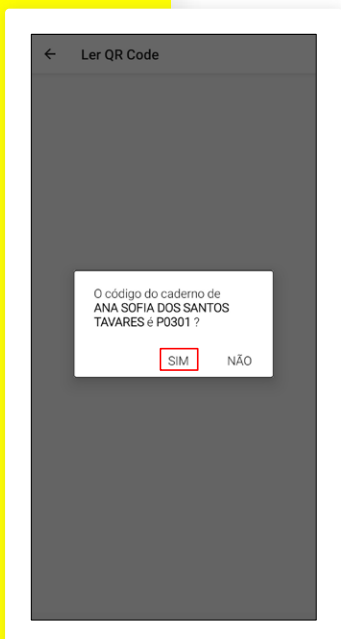 Ler QR Code
O código do caderno de
ANA SOFIA DOS SANTOS
TAVARES é P0301 ?
SIM NÃO